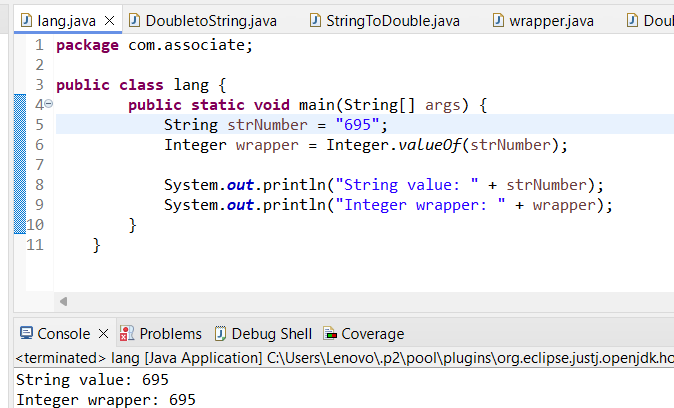 lang.java DoubletoString.java StringToDouble.java wrapper.java Doul
1 package com.associate;
2
3 public class lang {
4 public static void main(String[] args) {
5 String strNumber = "695";
6 Integer wrapper = Integer.valueOf(strNumber);
7
8 System.out.println("String value: " + strNumber);
9 System.out.println("Integer wrapper: " + wrapper);
10 }
11 }
Console Problems Debug Shell Coverage
<terminated> lang [Java Application] C:\Users\Lenovo\.p2\pool\plugins\org.eclipse.justj.openjdk.ho
String value: 695
Integer wrapper: 695